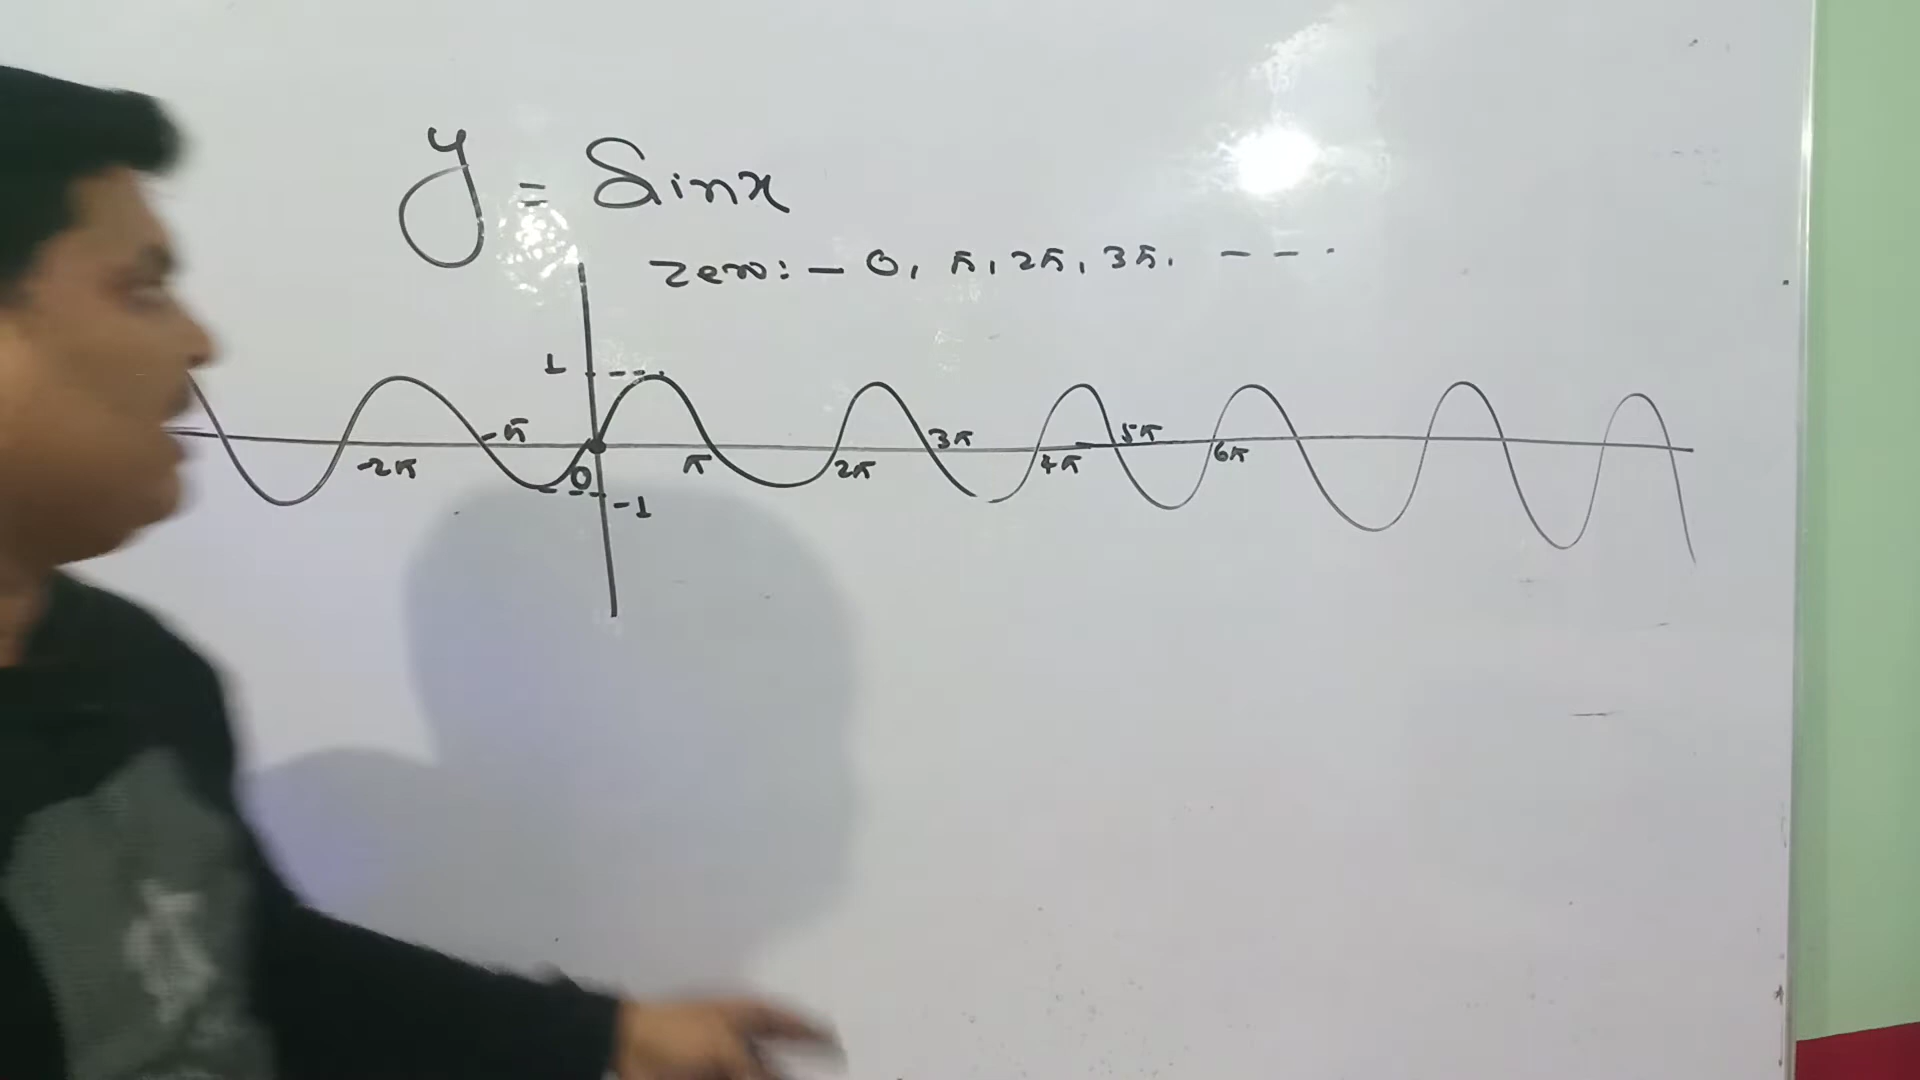 y = Sinx
zero:- 0, π, 2π, 3π, ---
1
-2π -π 0 π 2π 3π 4π 5π 6π
-1